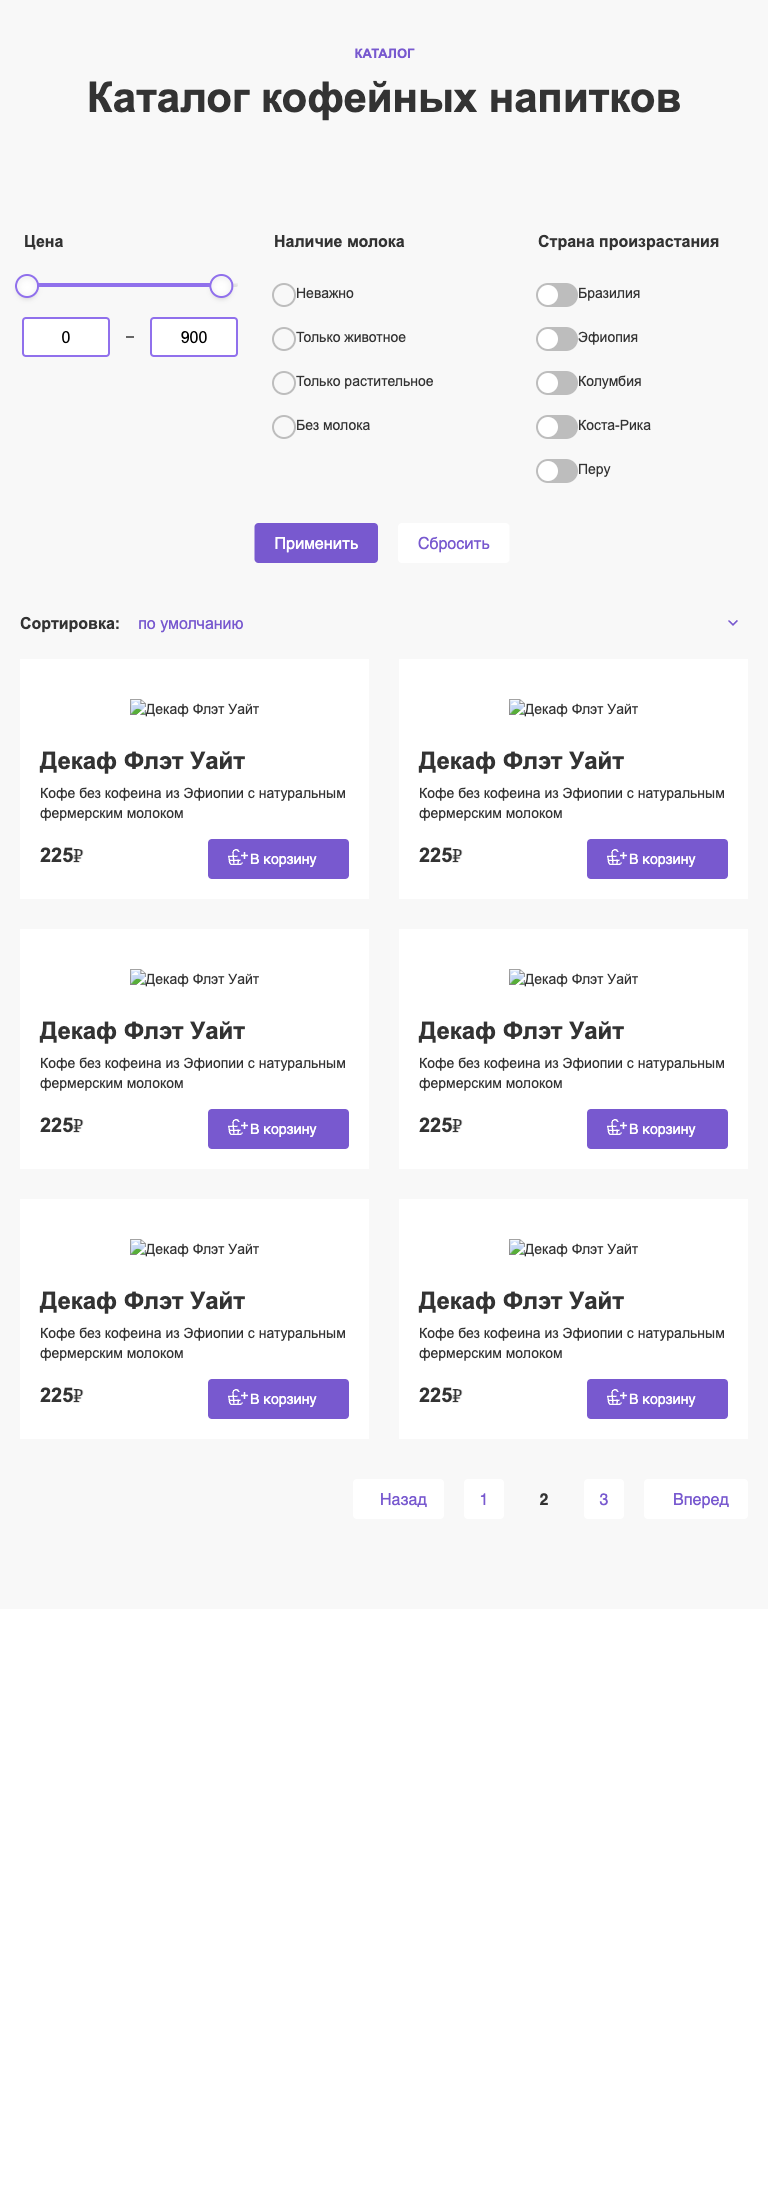 КАТАЛОГ
Каталог кофейных напитков
Цена
0 – 900
Наличие молока
Неважно
Только животное
Только растительное
Без молока
Страна произрастания
Бразилия
Эфиопия
Колумбия
Коста-Рика
Перу
Применить
Сбросить
Сортировка: по умолчанию
Декаф Флэт Уайт
Декаф Флэт Уайт
Кофе без кофеина из Эфиопии с натуральным
фермерским молоком
225₽
В корзину
Декаф Флэт Уайт
Декаф Флэт Уайт
Кофе без кофеина из Эфиопии с натуральным
фермерским молоком
225₽
В корзину
Декаф Флэт Уайт
Декаф Флэт Уайт
Кофе без кофеина из Эфиопии с натуральным
фермерским молоком
225₽
В корзину
Декаф Флэт Уайт
Декаф Флэт Уайт
Кофе без кофеина из Эфиопии с натуральным
фермерским молоком
225₽
В корзину
Декаф Флэт Уайт
Декаф Флэт Уайт
Кофе без кофеина из Эфиопии с натуральным
фермерским молоком
225₽
В корзину
Декаф Флэт Уайт
Декаф Флэт Уайт
Кофе без кофеина из Эфиопии с натуральным
фермерским молоком
225₽
В корзину
Назад 1 2 3 Вперед